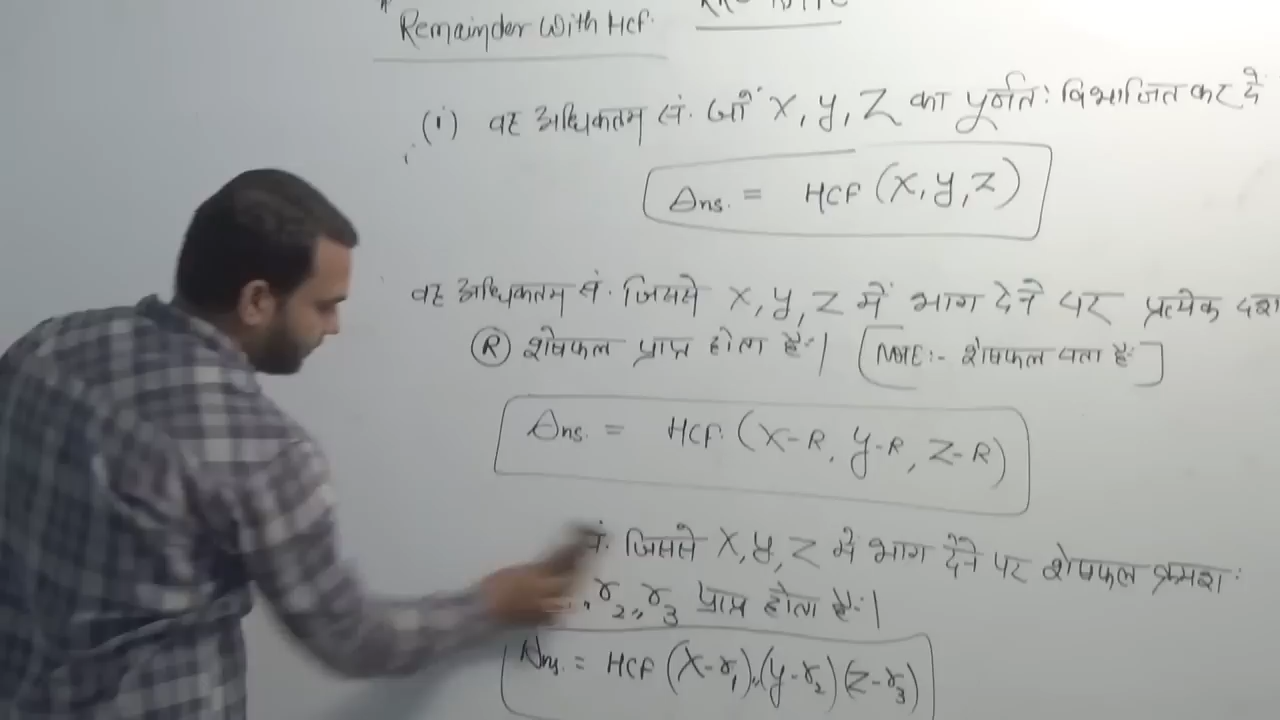 Remainder With Hcf.
(i) वह अधिकतम सं. जो x, y, z का पूर्णतः विभाजित कर दे
Ans. = HCF (x, y, z)
वह अधिकतम सं. जिससे x, y, z में भाग देने पर प्रत्येक दशा
(R) शेषफल प्राप्त होता है। [NOTE:- शेषफल पता है]
Ans. = HCF. (x-R, y-R, z-R)
सं. जिससे x, y, z में भाग देने पर शेषफल क्रमशः
r2, r3 प्राप्त होता है।
Ans. = HCF (x-r1), (y-r2) (z-r3)